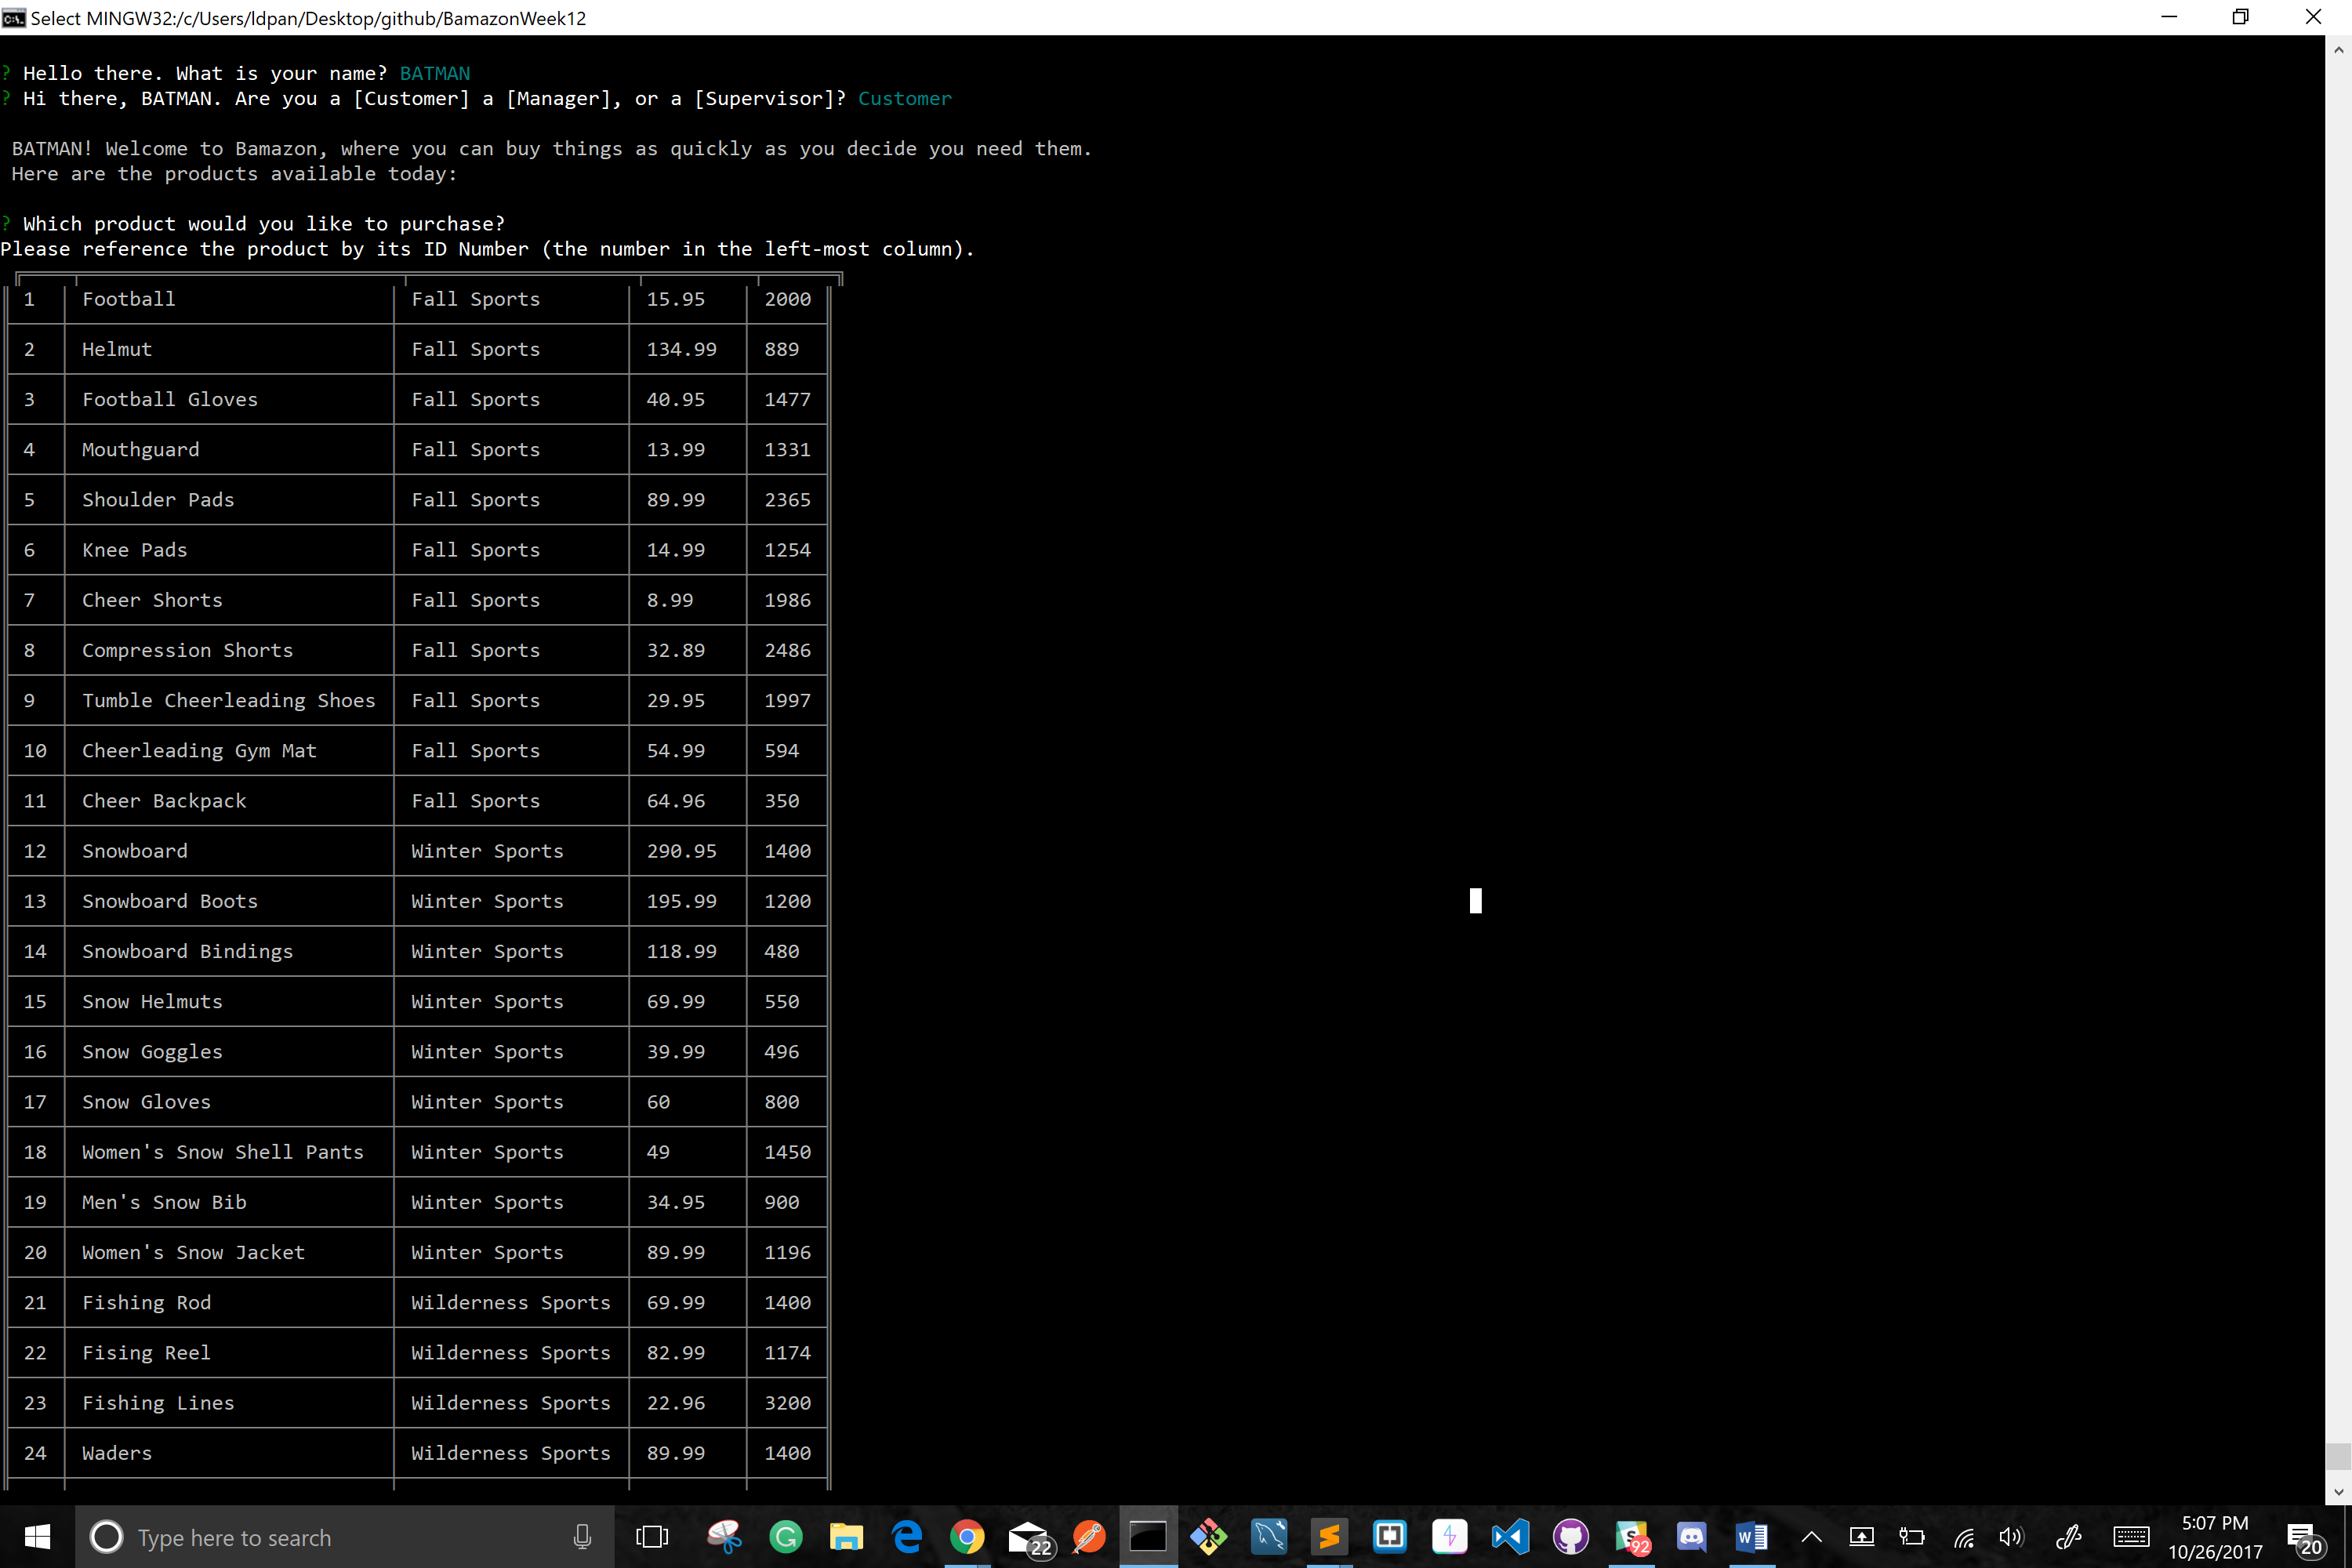 Select MINGW32:/c/Users/ldpan/Desktop/github/BamazonWeek12
? Hello there. What is your name? BATMAN
? Hi there, BATMAN. Are you a [Customer] a [Manager], or a [Supervisor]? Customer
BATMAN! Welcome to Bamazon, where you can buy things as quickly as you decide you need them.
Here are the products available today:
? Which product would you like to purchase?
Please reference the product by its ID Number (the number in the left-most column).
1 Football Fall Sports 15.95 2000
2 Helmut Fall Sports 134.99 889
3 Football Gloves Fall Sports 40.95 1477
4 Mouthguard Fall Sports 13.99 1331
5 Shoulder Pads Fall Sports 89.99 2365
6 Knee Pads Fall Sports 14.99 1254
7 Cheer Shorts Fall Sports 8.99 1986
8 Compression Shorts Fall Sports 32.89 2486
9 Tumble Cheerleading Shoes Fall Sports 29.95 1997
10 Cheerleading Gym Mat Fall Sports 54.99 594
11 Cheer Backpack Fall Sports 64.96 350
12 Snowboard Winter Sports 290.95 1400
13 Snowboard Boots Winter Sports 195.99 1200
14 Snowboard Bindings Winter Sports 118.99 480
15 Snow Helmuts Winter Sports 69.99 550
16 Snow Goggles Winter Sports 39.99 496
17 Snow Gloves Winter Sports 60 800
18 Women's Snow Shell Pants Winter Sports 49 1450
19 Men's Snow Bib Winter Sports 34.95 900
20 Women's Snow Jacket Winter Sports 89.99 1196
21 Fishing Rod Wilderness Sports 69.99 1400
22 Fising Reel Wilderness Sports 82.99 1174
23 Fishing Lines Wilderness Sports 22.96 3200
24 Waders Wilderness Sports 89.99 1400
Type here to search
22
92
5:07 PM
10/26/2017
20